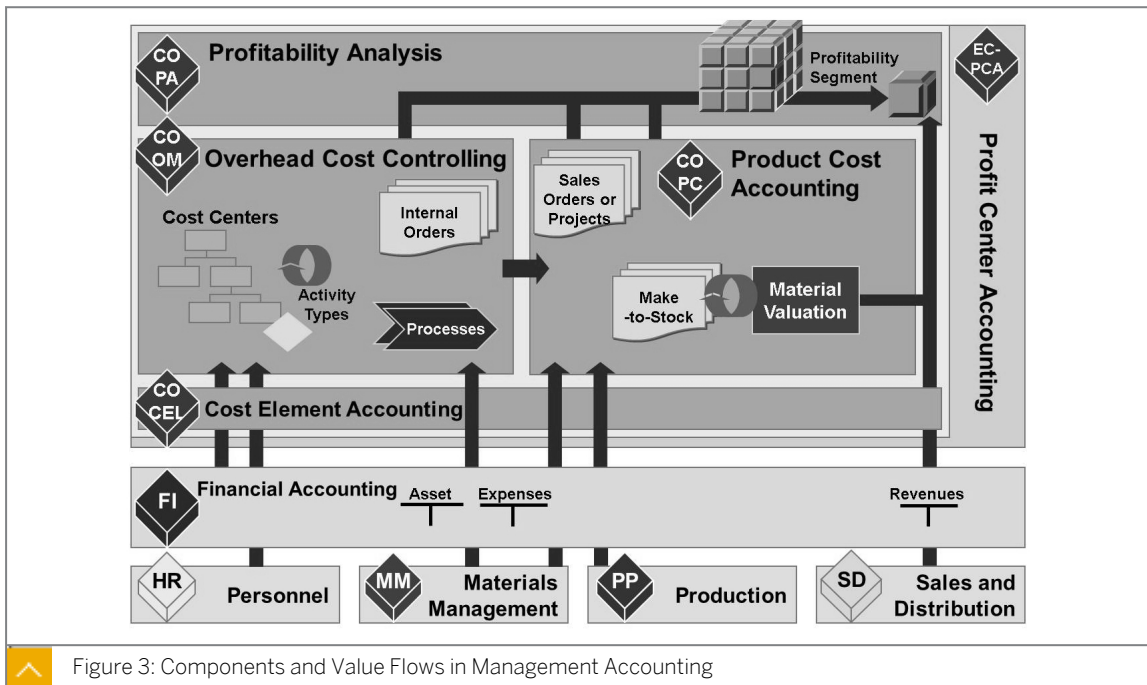 CO
PA
Profitability Analysis
Profitability
Segment
EC-
PCA
CO
OM
Overhead Cost Controlling
CO
PC
Product Cost
Accounting
Cost Centers
Internal
Orders
Sales
Orders or
Projects
Activity
Types
Processes
Make
-to-Stock
Material
Valuation
Profit Center Accounting
CO
CEL
Cost Element Accounting
FI
Financial Accounting
Asset
Expenses
Revenues
HR
Personnel
MM
Materials
Management
PP
Production
SD
Sales and
Distribution
Figure 3: Components and Value Flows in Management Accounting